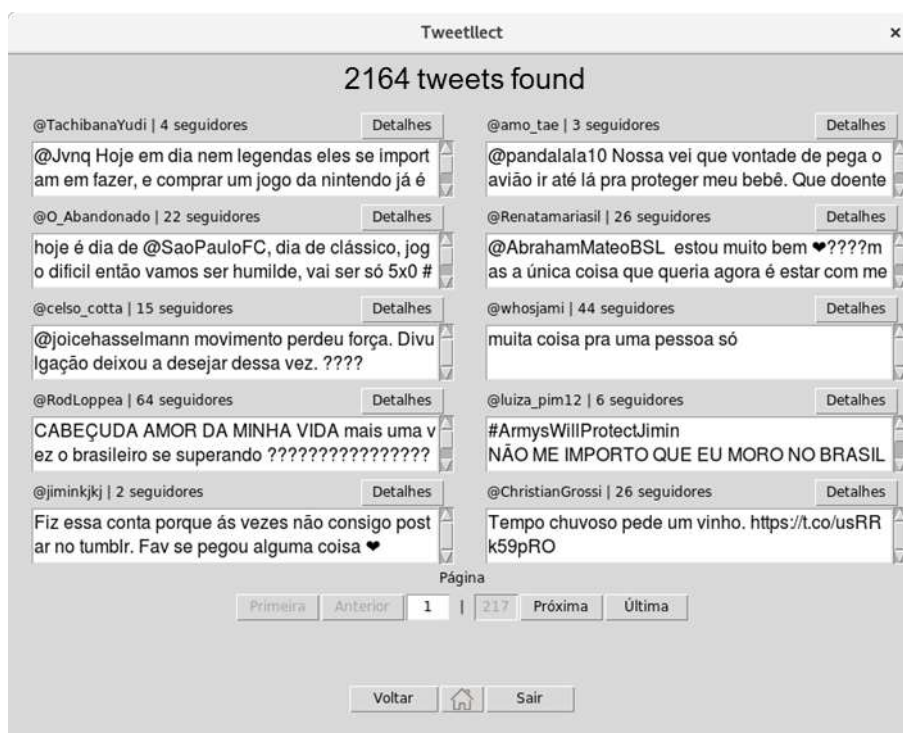 Tweetllect
×
2164 tweets found
@TachibanaYudi | 4 seguidores
Detalhes
@Jvnq Hoje em dia nem legendas eles se import
am em fazer, e comprar um jogo da nintendo já é
@amo_tae | 3 seguidores
Detalhes
@pandalala10 Nossa vei que vontade de pega o
avião ir até lá pra proteger meu bebê. Que doente
@O_Abandonado | 22 seguidores
Detalhes
hoje é dia de @SaoPauloFC, dia de clássico, jog
o dificil então vamos ser humilde, vai ser só 5x0 #
@Renatamariasil | 26 seguidores
Detalhes
@AbrahamMateoBSL  estou muito bem ❤????m
as a única coisa que queria agora é estar com me
@celso_cotta | 15 seguidores
Detalhes
@joicehasselmann movimento perdeu força. Divu
lgação deixou a desejar dessa vez. ????
@whosjami | 44 seguidores
Detalhes
muita coisa pra uma pessoa só
@RodLoppea | 64 seguidores
Detalhes
CABEÇUDA AMOR DA MINHA VIDA mais uma v
ez o brasileiro se superando ????????????????
@luiza_pim12 | 6 seguidores
Detalhes
#ArmysWillProtectJimin
NÃO ME IMPORTO QUE EU MORO NO BRASIL
@jiminkjkj | 2 seguidores
Detalhes
Fiz essa conta porque ás vezes não consigo post
ar no tumblr. Fav se pegou alguma coisa ❤
@ChristianGrossi | 26 seguidores
Detalhes
Tempo chuvoso pede um vinho. https://t.co/usRR
k59pRO
Página
Primeira Anterior 1 | 217 Próxima Última
Voltar Sair